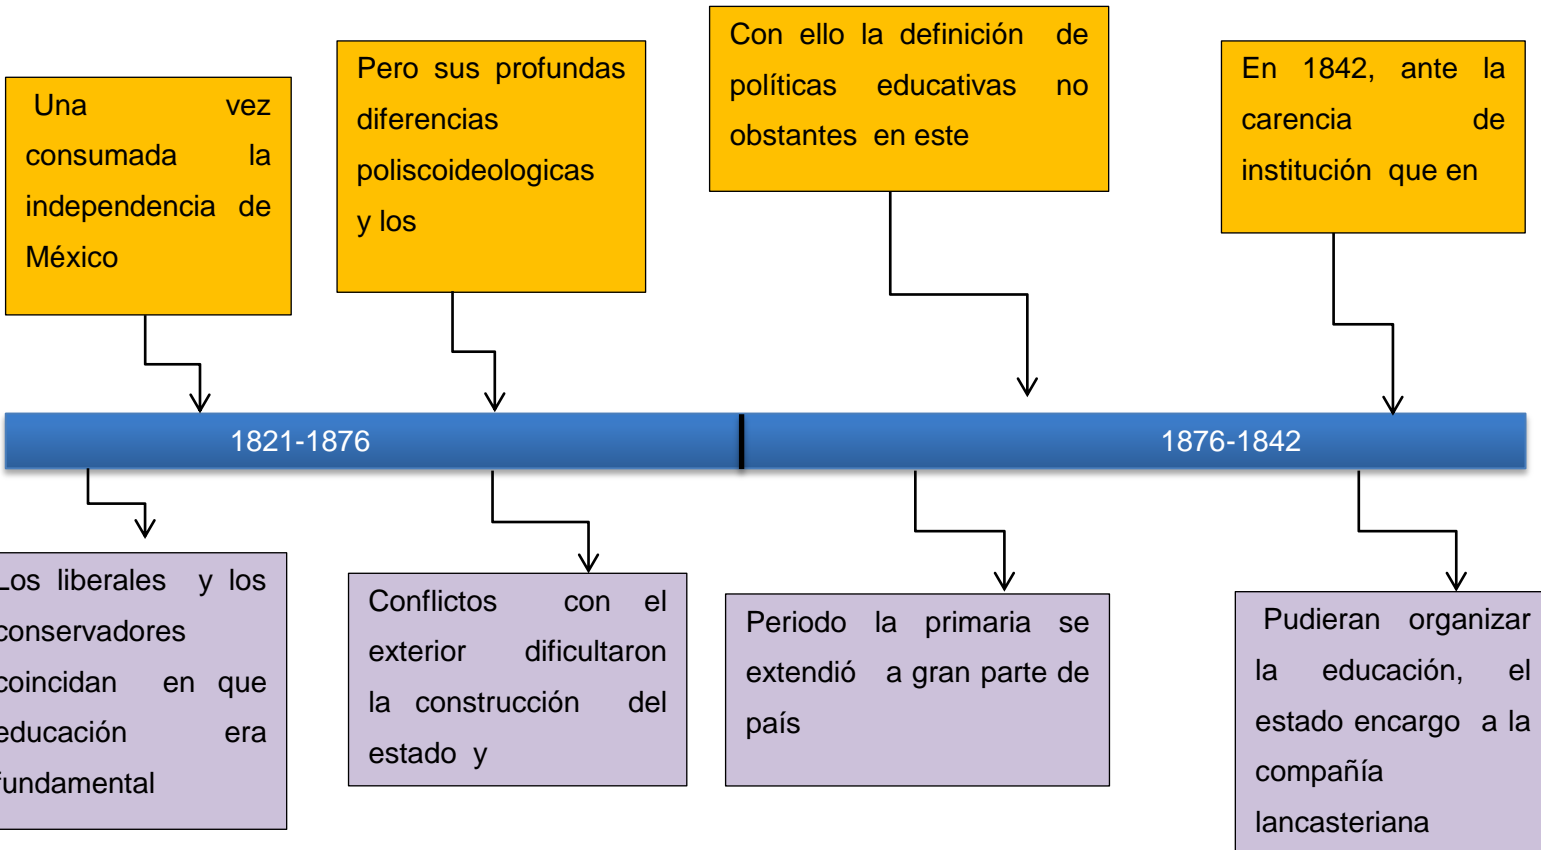 Una vez
consumada la
independencia de
México
Pero sus profundas
diferencias
poliscoideologicas
y los
Con ello la definición de
políticas educativas no
obstantes en este
En 1842, ante la
carencia de
institución que en
1821-1876
1876-1842
Los liberales y los
conservadores
coincidan en que
educación era
fundamental
Conflictos con el
exterior dificultaron
la construcción del
estado y
Periodo la primaria se
extendió a gran parte de
país
Pudieran organizar
la educación, el
estado encargo a la
compañía
lancasteriana